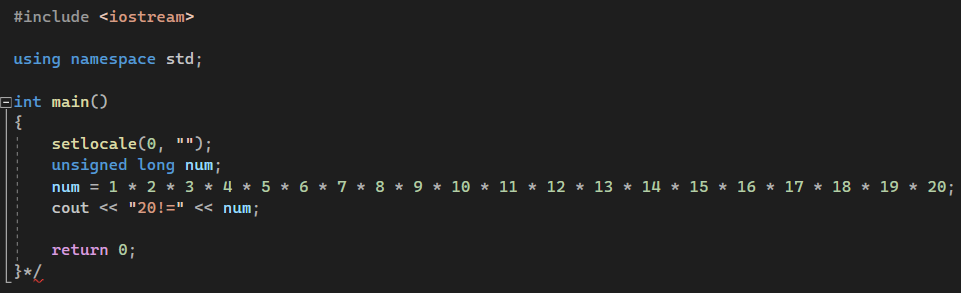 #include <iostream>
using namespace std;
int main()
{
setlocale(0, "");
unsigned long num;
num = 1 * 2 * 3 * 4 * 5 * 6 * 7 * 8 * 9 * 10 * 11 * 12 * 13 * 14 * 15 * 16 * 17 * 18 * 19 * 20;
cout << "20!=" << num;
return 0;
}*/